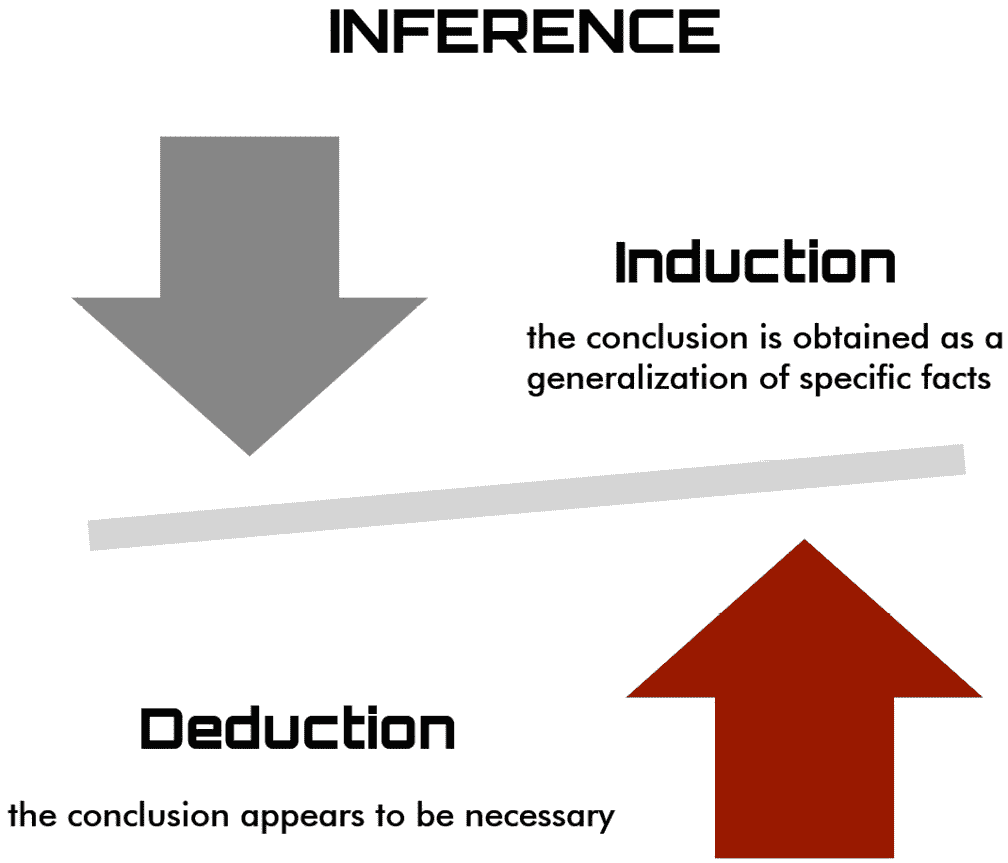 INFERENCE
Induction
the conclusion is obtained as a
generalization of specific facts
Deduction
the conclusion appears to be necessary